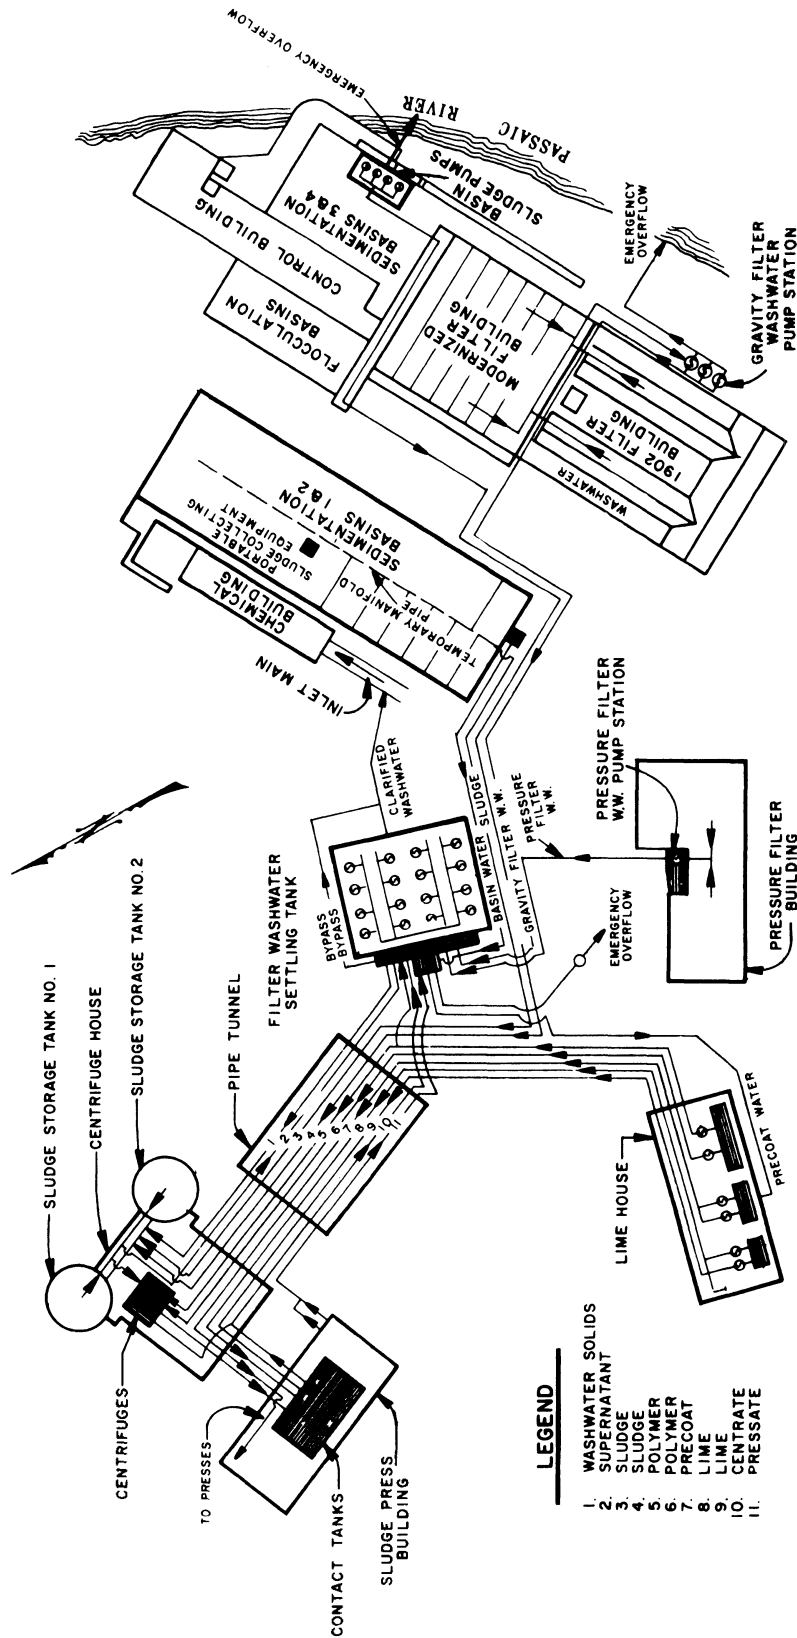 SLUDGE STORAGE TANK NO. 1
CENTRIFUGE HOUSE
SLUDGE STORAGE TANK NO.2
PIPE TUNNEL
FILTER WASHWATER
SETTLING TANK
BYPASS
BYPASS
CLARIFIED
WASHWATER
INLET MAIN
CHEMICAL
BUILDING
PORTABLE
SLUDGE COLLECTING
EQUIPMENT
TEMPORARY MANIFOLD
PIPE
SEDIMENTATION
BASINS 1 & 2
FLOCCULATION
BASINS
CONTROL BUILDING
SEDIMENTATION
BASINS 3&4
EMERGENCY OVERFLOW
PASSAIC
RIVER
BASIN
SLUDGE PUMPS
MODERNIZED
FILTER
BUILDING
1902 FILTER
BUILDING
WASHWATER
EMERGENCY
OVERFLOW
GRAVITY FILTER
WASHWATER
PUMP STATION
BASIN WATER SLUDGE
GRAVITY FILTER W.W.
PRESSURE
FILTER
W.W.
PRESSURE FILTER
W.W. PUMP STATION
PRESSURE FILTER
BUILDING
EMERGENCY
OVERFLOW
1
2
3
4
5
6
7
8
9
10
11
LIME HOUSE
PRECOAT WATER
CENTRIFUGES
TO PRESSES
CONTACT TANKS
SLUDGE PRESS
BUILDING
LEGEND
1. WASHWATER SOLIDS
2. SUPERNATANT
3. SLUDGE
4. SLUDGE
5. POLYMER
6. POLYMER
7. PRECOAT
8. LIME
9. LIME
10. CENTRATE
11. PRESSATE